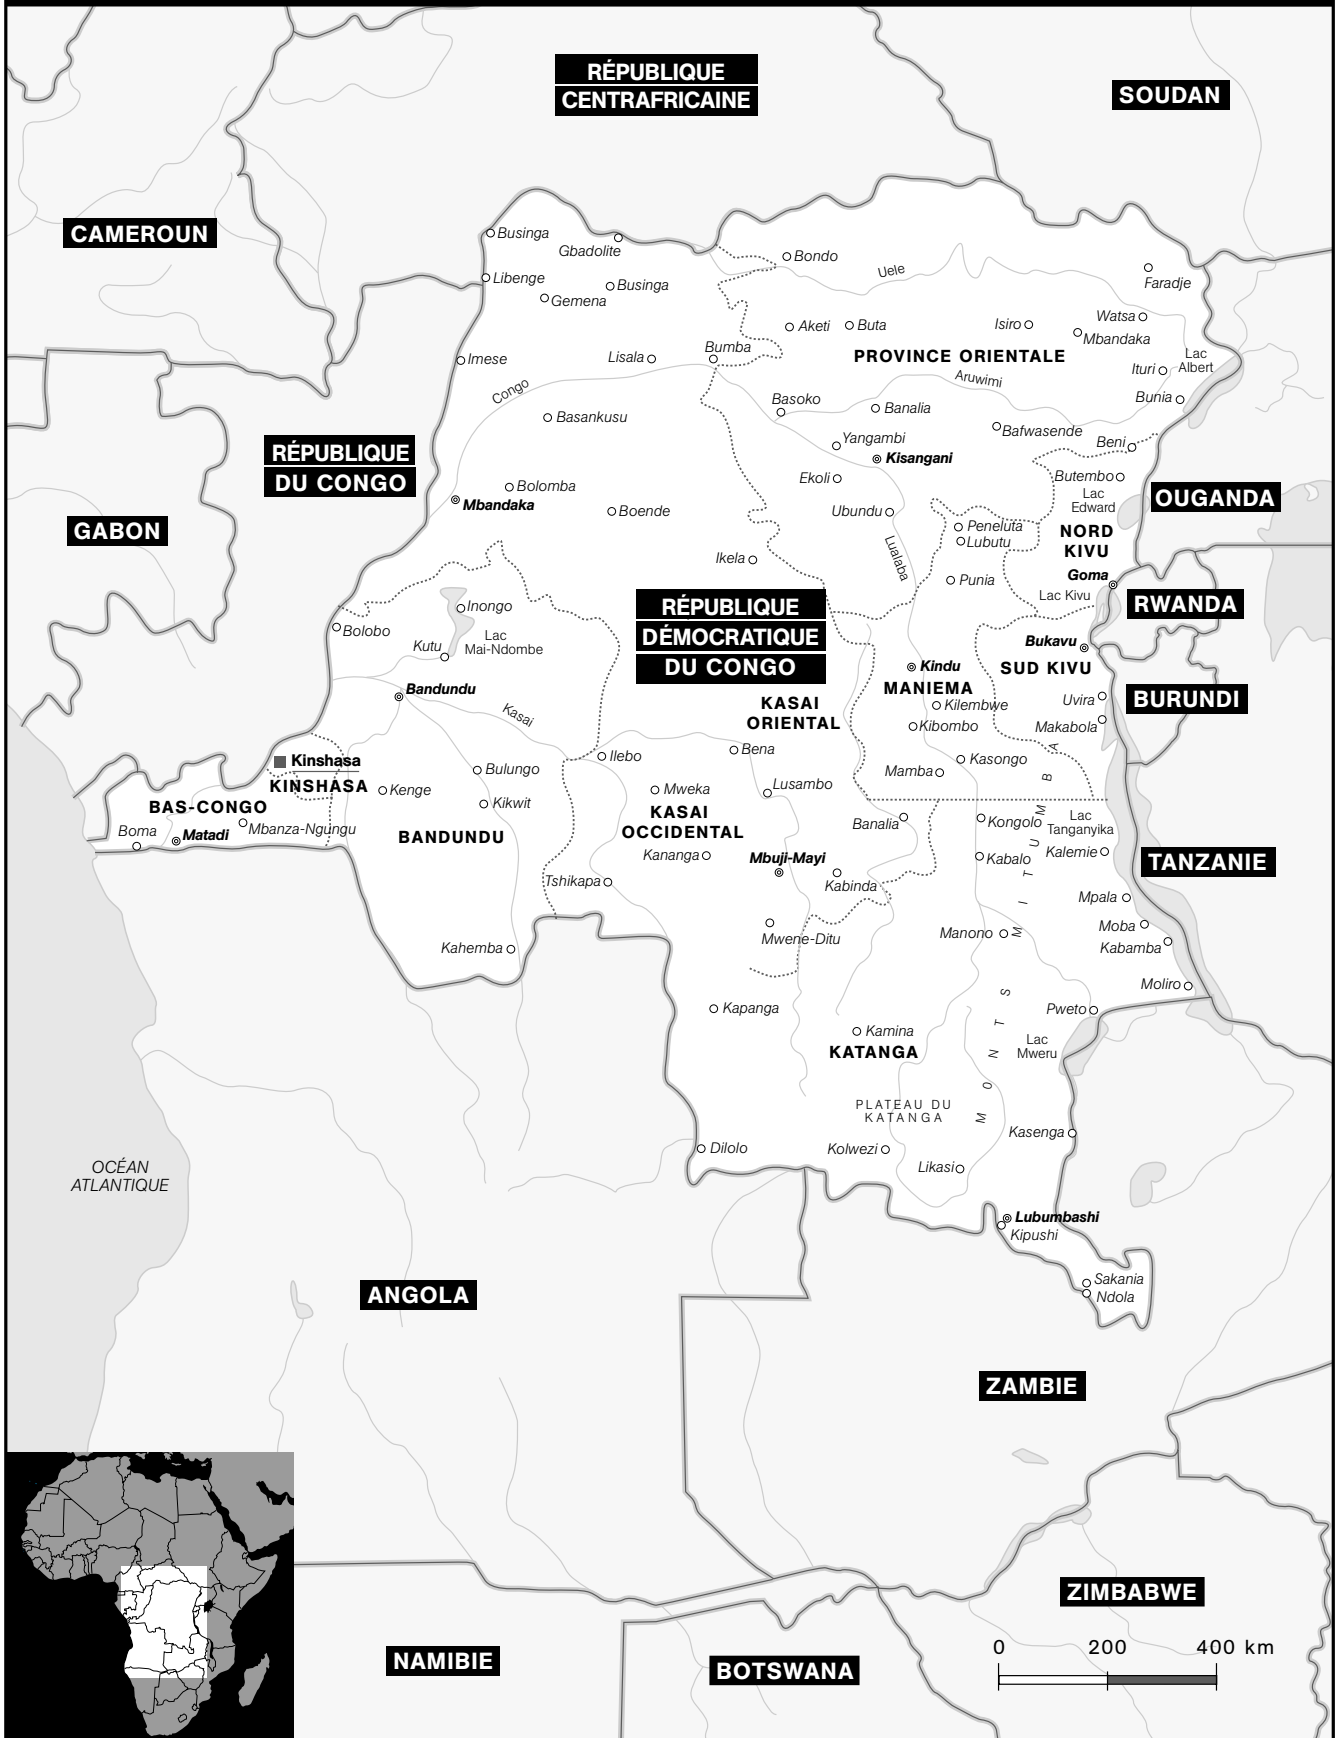 RÉPUBLIQUE
CENTRAFRICAINE
SOUDAN
CAMEROUN
Businga
Gbadolite
Bondo
Uele
Faradje
Libenge
Businga
Gemena
Aketi
Buta
Isiro
Watsa
Mbandaka
Imese
Lisala
Bumba
PROVINCE ORIENTALE
Lac
Albert
Ituri
Congo
Aruwimi
Basoko
Banalia
Bunia
Basankusu
Yangambi
Bafwasende
Beni
RÉPUBLIQUE
DU CONGO
Kisangani
Ekoli
Butembo
Bolomba
Mbandaka
Lac
Edward
OUGANDA
Boende
Ubundu
GABON
Peneluta
Lubutu
NORD
KIVU
Ikela
Lualaba
Punia
Goma
Lac Kivu
RWANDA
Inongo
RÉPUBLIQUE
DÉMOCRATIQUE
DU CONGO
Bolobo
Kutu
Lac
Mai-Ndombe
Bukavu
SUD KIVU
Kindu
MANIEMA
Bandundu
Kasai
KASAI
ORIENTAL
Kilembwe
Kibombo
Uvira
Makabola
BURUNDI
Kinshasa
KINSHASA
Ilebo
Bena
Kasongo
Mamba
Bulungo
Kenge
Kikwit
Mweka
Lusambo
BAS-CONGO
Boma
Matadi
Mbanza-Ngungu
BANDUNDU
KASAI
OCCIDENTAL
Banalia
Kongolo
Lac
Tanganyika
Kananga
Mbuji-Mayi
Kabalo
Kalemie
TANZANIE
Tshikapa
Kabinda
Mpala
Mwene-Ditu
Manono
Moba
Kabamba
Kahemba
Moliro
Kapanga
Pweto
Kamina
KATANGA
Lac
Mweru
MONTS MITUMBA
PLATEAU DU
KATANGA
Dilolo
Kolwezi
Kasenga
Likasi
OCÉAN
ATLANTIQUE
Lubumbashi
Kipushi
Sakania
Ndola
ANGOLA
ZAMBIE
ZIMBABWE
NAMIBIE
BOTSWANA
0 200 400 km